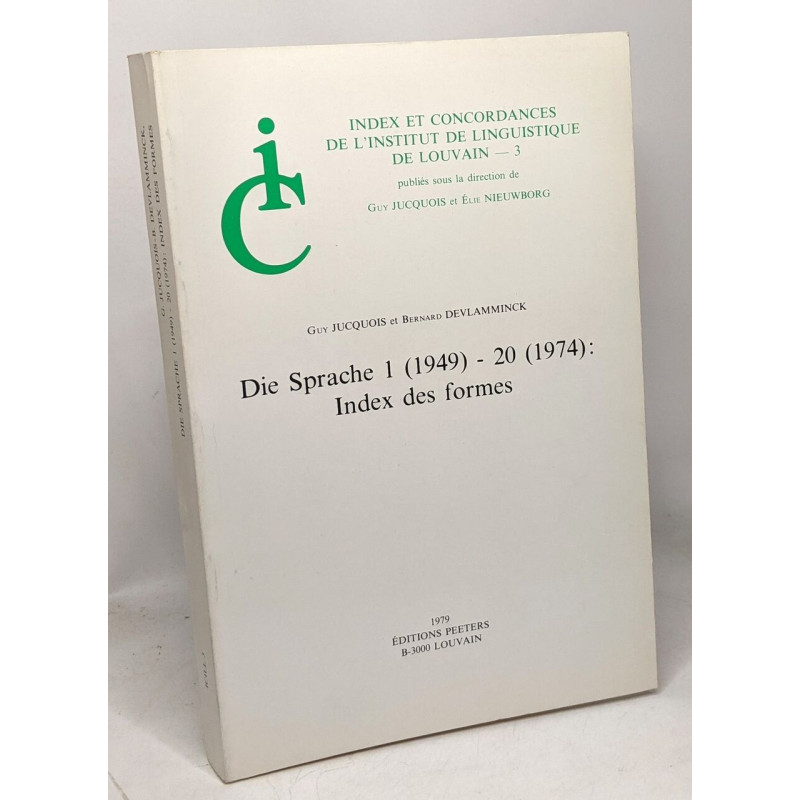 iC
INDEX ET CONCORDANCES
DE L'INSTITUT DE LINGUISTIQUE
DE LOUVAIN — 3
publiés sous la direction de
GUY JUCQUOIS et ÉLIE NIEUWBORG
GUY JUCQUOIS et BERNARD DEVLAMMINCK
Die Sprache 1 (1949) - 20 (1974):
Index des formes
1979
ÉDITIONS PEETERS
B-3000 LOUVAIN
G. JUCQUOIS-B. DEVLAMMINCK,
DIE SPRACHE 1 (1949) - 20 (1974) : INDEX DES FORMES